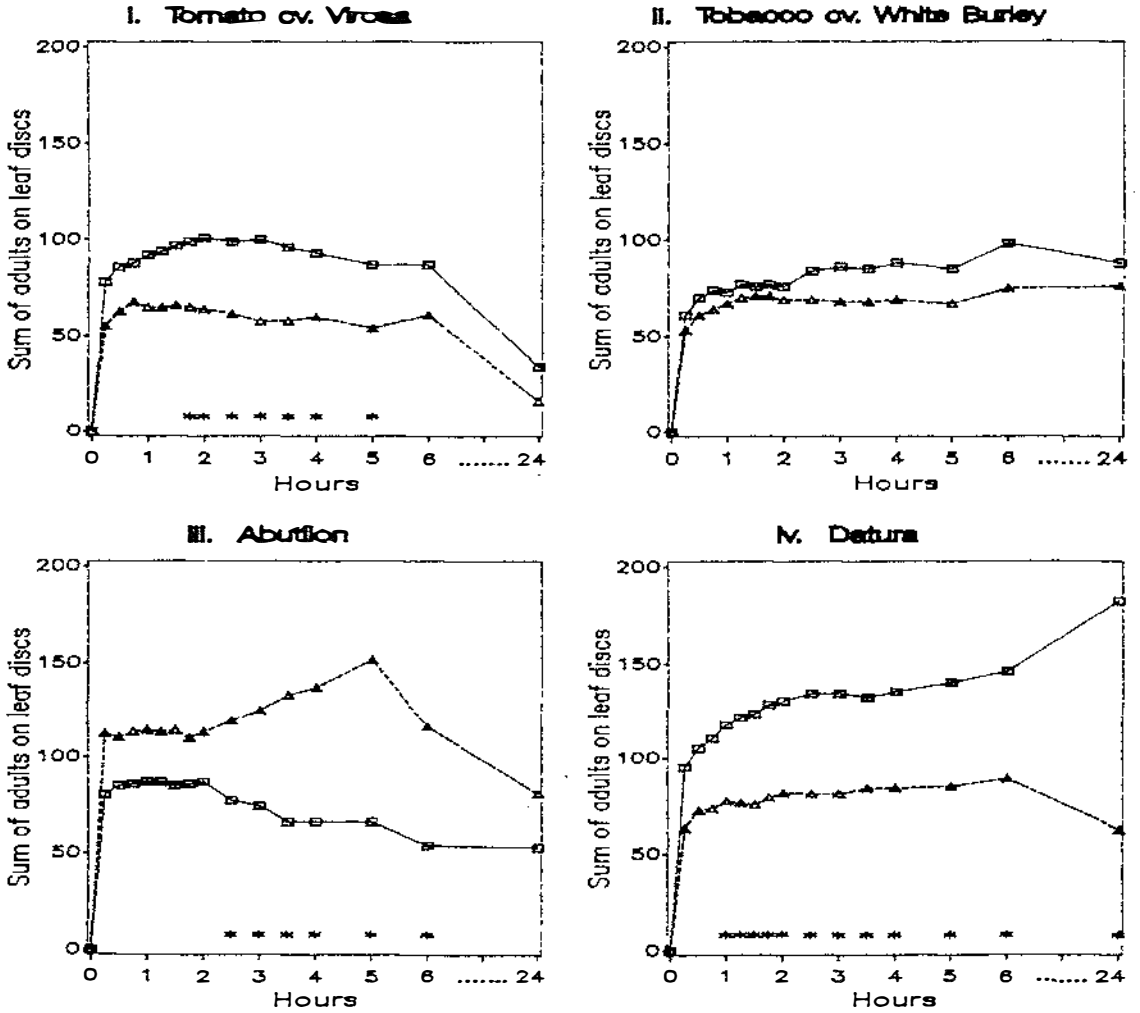 I. Tomato cv. Virosa
Sum of adults on leaf discs
200
150
100
50
0
* * * * * * *
0 1 2 3 4 5 6 ....... 24
Hours
II. Tobacco cv. White Burley
Sum of adults on leaf discs
200
150
100
50
0
0 1 2 3 4 5 6 ....... 24
Hours
III. Abutilon
Sum of adults on leaf discs
200
150
100
50
0
* * * * * *
0 1 2 3 4 5 6 ....... 24
Hours
IV. Datura
Sum of adults on leaf discs
200
150
100
50
0
* * * * * * * * * * * *
0 1 2 3 4 5 6 ....... 24
Hours